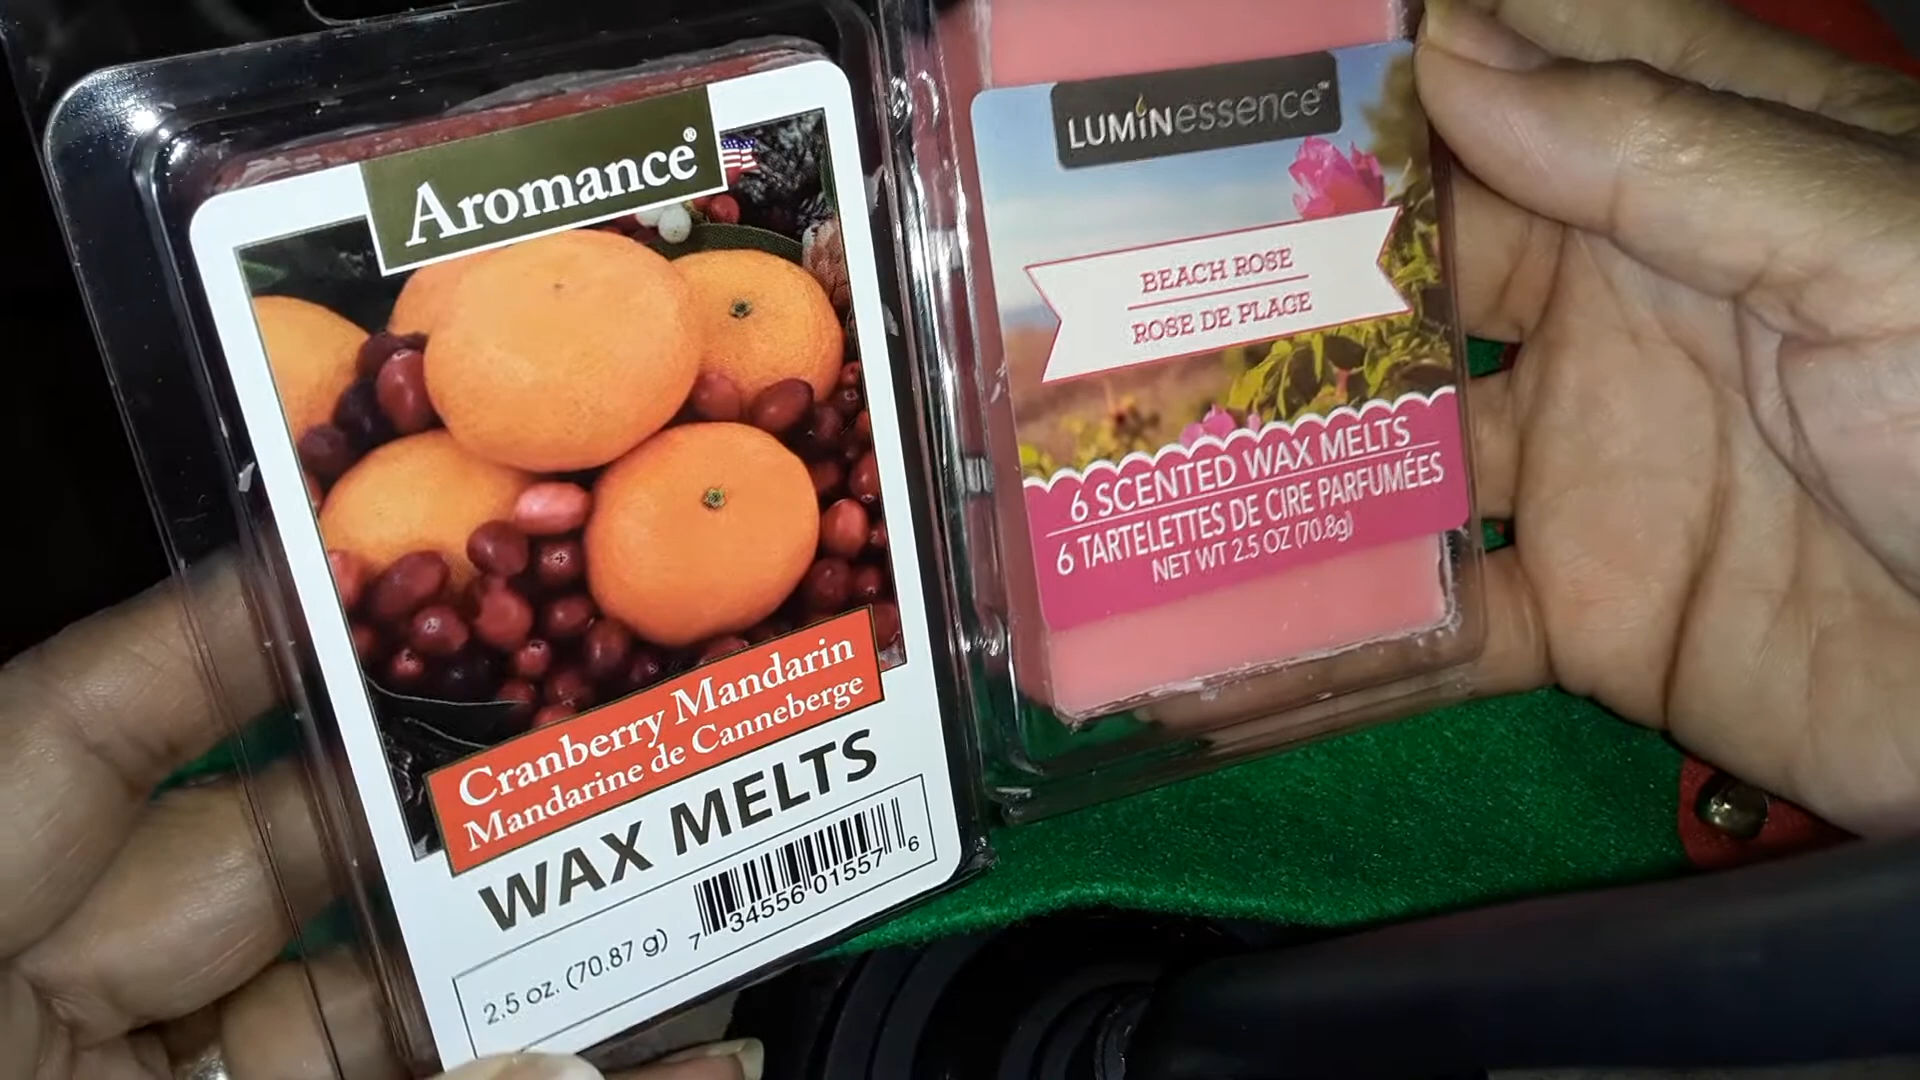 Aromance®
Cranberry Mandarin
Mandarine de Canneberge
WAX MELTS
2.5 oz. (70.87 g)
7 34556 01557 6
LUMINessence™
BEACH ROSE
ROSE DE PLAGE
6 SCENTED WAX MELTS
6 TARTELETTES DE CIRE PARFUMÉES
NET WT 2.5 OZ (70.8g)